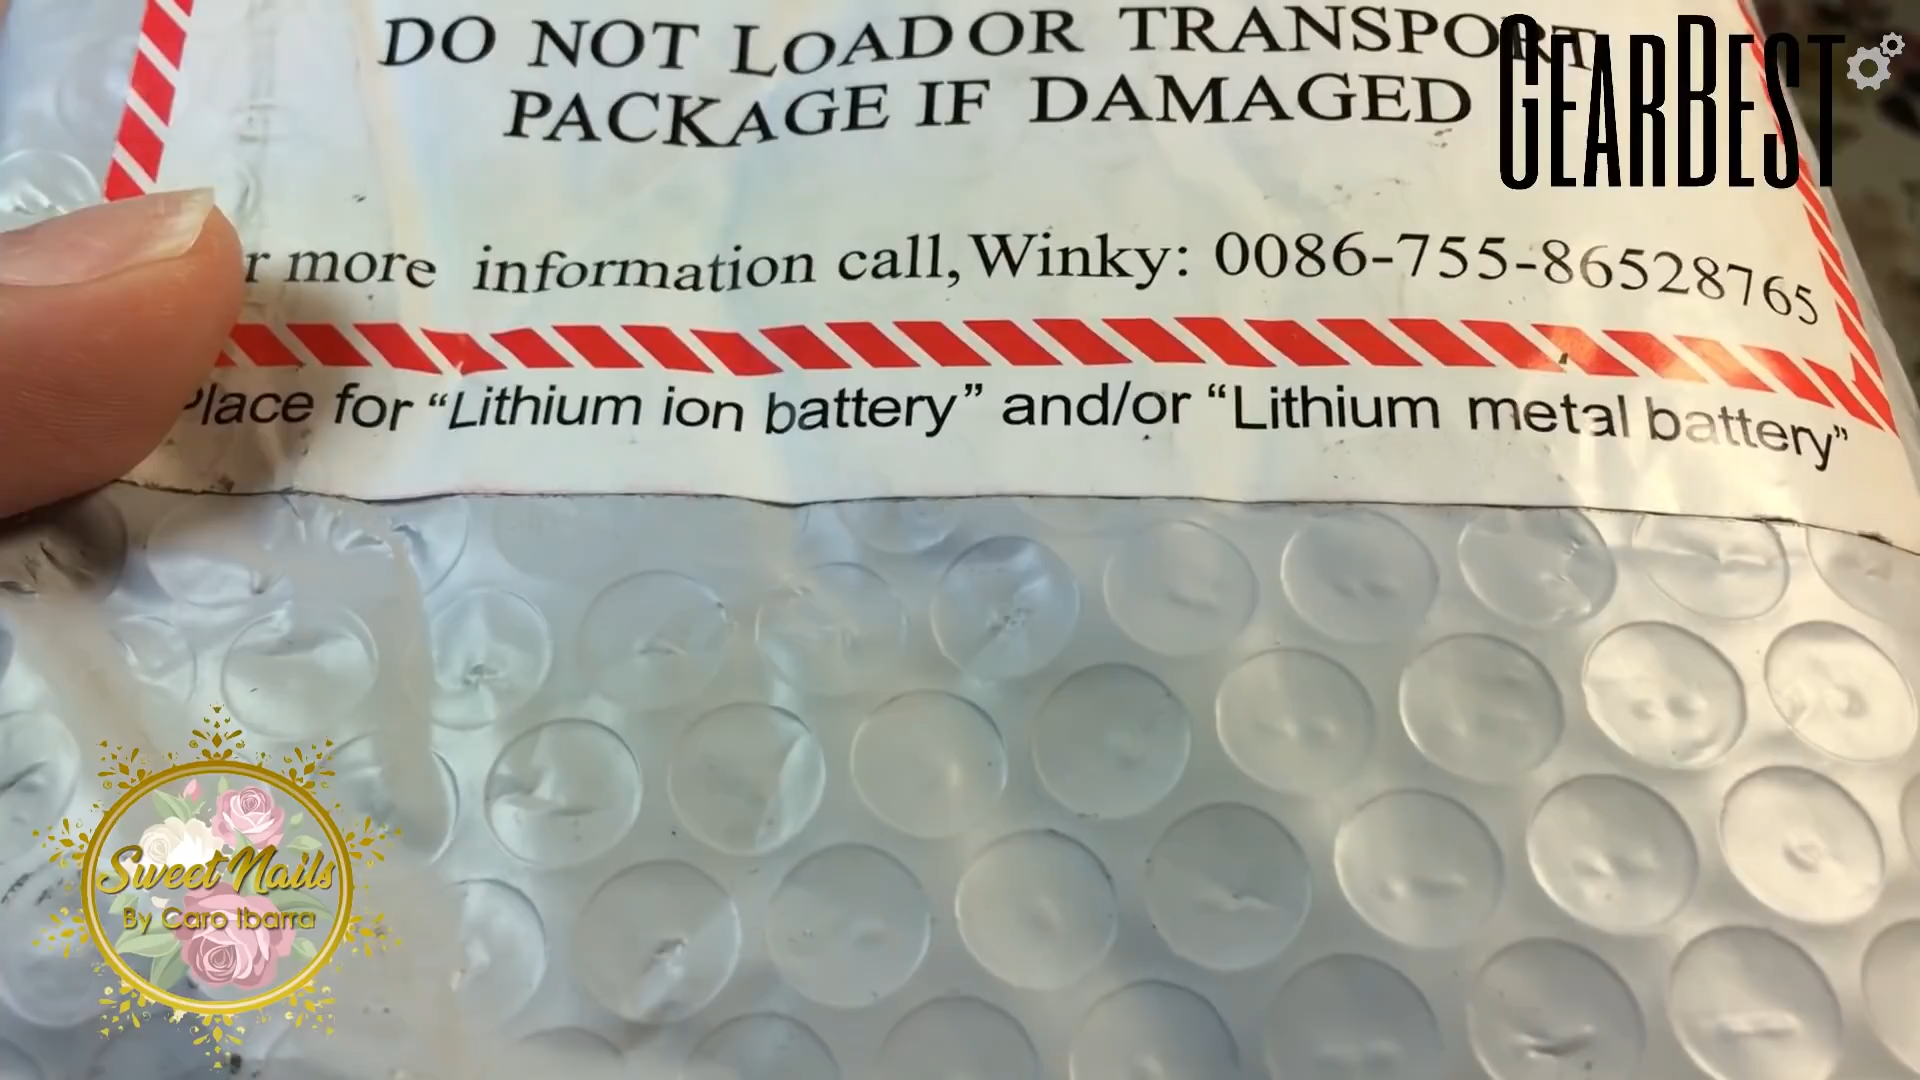 DO NOT LOAD OR TRANSPORT
GEARBEST
PACKAGE IF DAMAGED
r more information call, Winky: 0086-755-86528765
Place for “Lithium ion battery” and/or “Lithium metal battery”
Sweet Nails
By Caro Ibarra